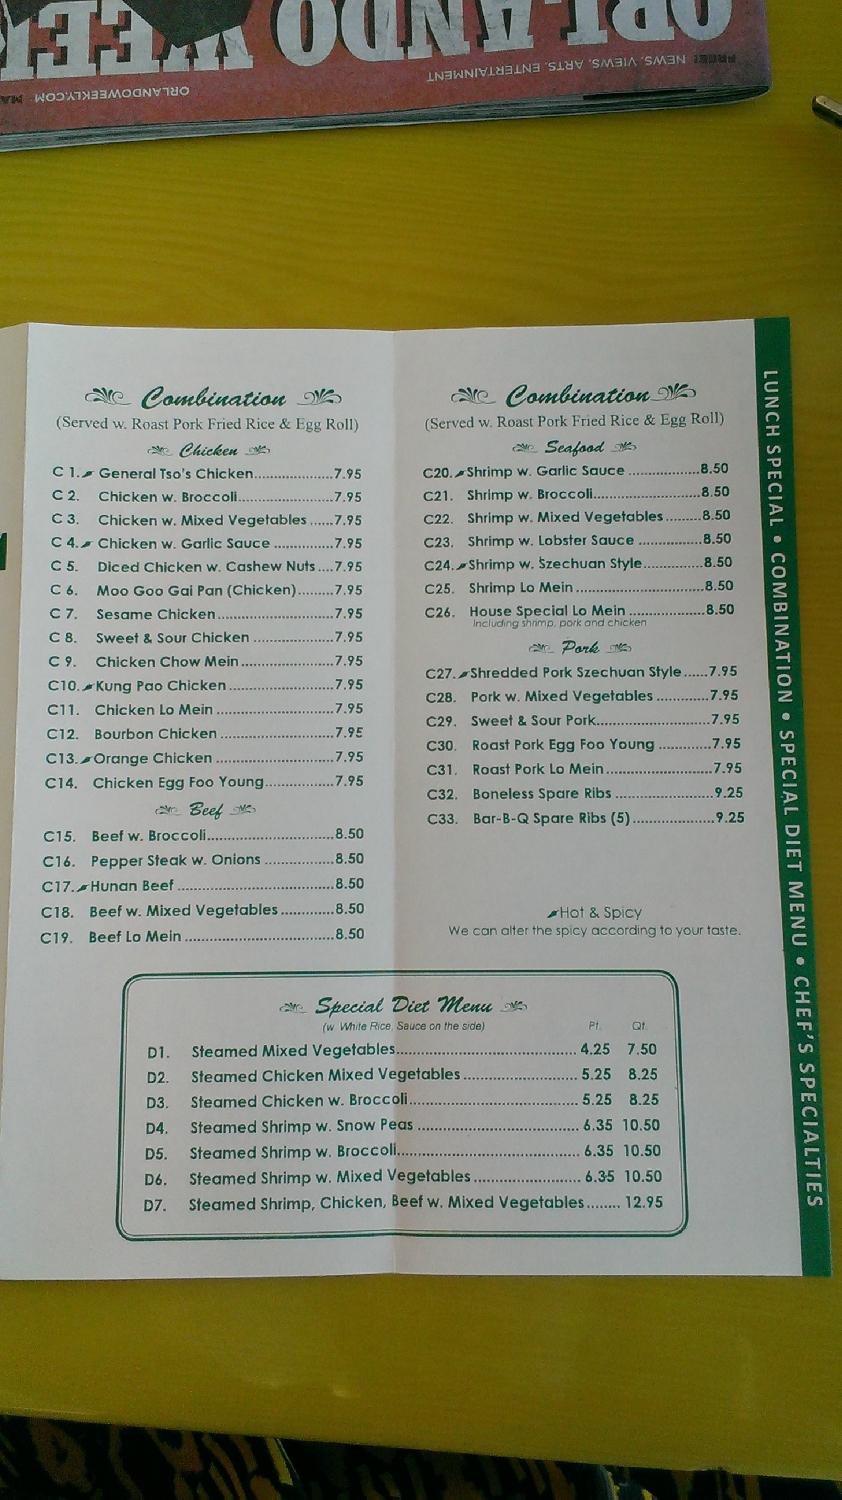 ORLANDO WEEK
FREE! NEWS. VIEWS. ARTS. ENTERTAINMENT
ORLANDOWEEKLY.COM
Combination
(Served w. Roast Pork Fried Rice & Egg Roll)
Chicken
C 1. General Tso's Chicken....................7.95
C 2. Chicken w. Broccoli........................7.95
C 3. Chicken w. Mixed Vegetables ......7.95
C 4. Chicken w. Garlic Sauce ...............7.95
C 5. Diced Chicken w. Cashew Nuts....7.95
C 6. Moo Goo Gai Pan (Chicken).........7.95
C 7. Sesame Chicken.............................7.95
C 8. Sweet & Sour Chicken ....................7.95
C 9. Chicken Chow Mein.......................7.95
C10. Kung Pao Chicken ..........................7.95
C11. Chicken Lo Mein .............................7.95
C12. Bourbon Chicken ............................7.95
C13. Orange Chicken ..............................7.95
C14. Chicken Egg Foo Young..................7.95
Beef
C15. Beef w. Broccoli................................8.50
C16. Pepper Steak w. Onions ..................8.50
C17. Hunan Beef .......................................8.50
C18. Beef w. Mixed Vegetables .............8.50
C19. Beef Lo Mein .....................................8.50
Combination
(Served w. Roast Pork Fried Rice & Egg Roll)
Seafood
C20. Shrimp w. Garlic Sauce ..................8.50
C21. Shrimp w. Broccoli...........................8.50
C22. Shrimp w. Mixed Vegetables.........8.50
C23. Shrimp w. Lobster Sauce ................8.50
C24. Shrimp w. Szechuan Style...............8.50
C25. Shrimp Lo Mein ................................8.50
C26. House Special Lo Mein ...................8.50
Including shrimp, pork and chicken
Pork
C27. Shredded Pork Szechuan Style......7.95
C28. Pork w. Mixed Vegetables .............7.95
C29. Sweet & Sour Pork............................7.95
C30. Roast Pork Egg Foo Young .............7.95
C31. Roast Pork Lo Mein...........................7.95
C32. Boneless Spare Ribs .........................9.25
C33. Bar-B-Q Spare Ribs (5).....................9.25
Hot & Spicy
We can alter the spicy according to your taste.
Special Diet Menu
(w. White Rice, Sauce on the side) Pt. Qt.
D1. Steamed Mixed Vegetables............................................ 4.25 7.50
D2. Steamed Chicken Mixed Vegetables ............................ 5.25 8.25
D3. Steamed Chicken w. Broccoli......................................... 5.25 8.25
D4. Steamed Shrimp w. Snow Peas ....................................... 6.35 10.50
D5. Steamed Shrimp w. Broccoli............................................ 6.35 10.50
D6. Steamed Shrimp w. Mixed Vegetables .......................... 6.35 10.50
D7. Steamed Shrimp, Chicken, Beef w. Mixed Vegetables........ 12.95
LUNCH SPECIAL • COMBINATION • SPECIAL DIET MENU • CHEF'S SPECIALTIES